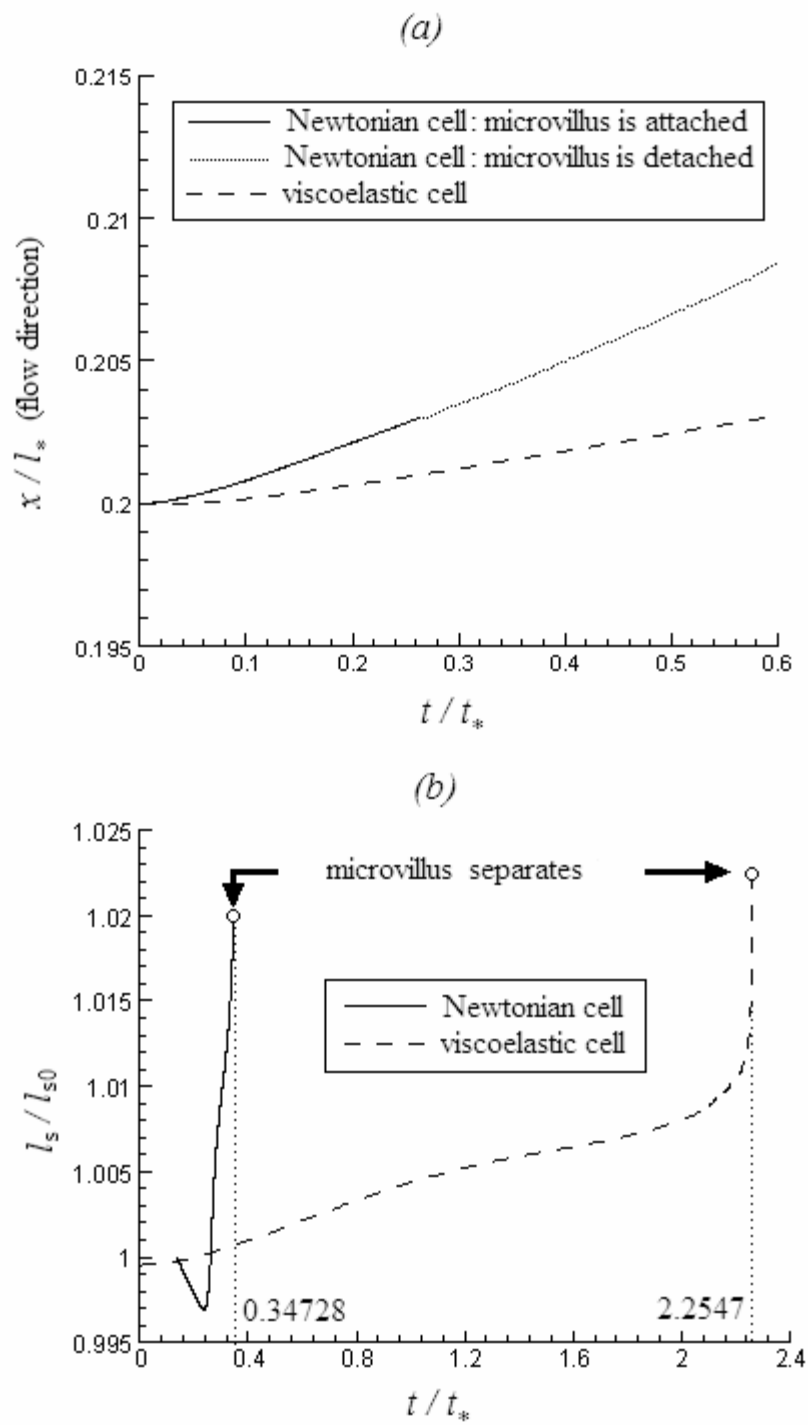 (a)
0.215
0.21
0.205
0.2
0.195
x / l* (flow direction)
Newtonian cell : microvillus is attached
Newtonian cell : microvillus is detached
viscoelastic cell
0 0.1 0.2 0.3 0.4 0.5 0.6
t / t*
(b)
1.025
1.02
1.015
1.01
1.005
1
0.995
ls / ls0
microvillus separates
Newtonian cell
viscoelastic cell
0.34728
2.2547
0 0.4 0.8 1.2 1.6 2 2.4
t / t*